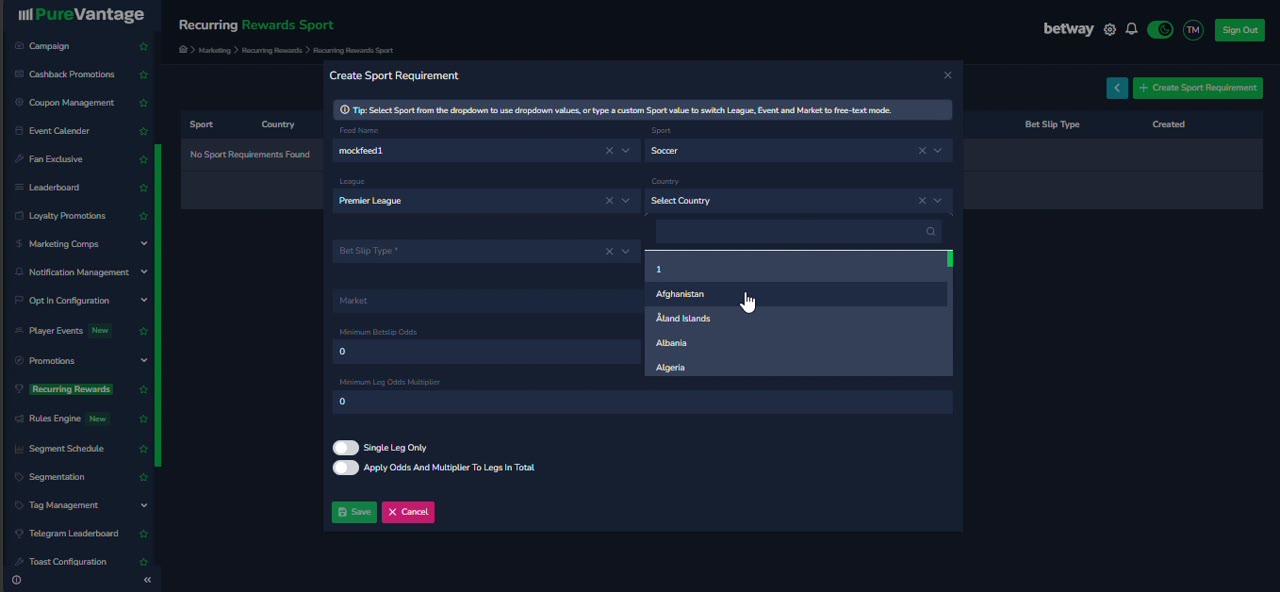 PureVantage
Recurring Rewards Sport
Marketing > Recurring Rewards > Recurring Rewards Sport
betway
TM
Sign Out
Campaign
Cashback Promotions
Coupon Management
Event Calender
Fan Exclusive
Leaderboard
Loyalty Promotions
Marketing Comps
Notification Management
Opt In Configuration
Player Events New
Promotions
Recurring Rewards
Rules Engine New
Segment Schedule
Segmentation
Tag Management
Telegram Leaderboard
Toast Configuration
+ Create Sport Requirement
Sport Country Bet Slip Type Created
No Sport Requirements Found
Create Sport Requirement
Tip: Select Sport from the dropdown to use dropdown values, or type a custom Sport value to switch League, Event and Market to free-text mode.
Feed Name
mockfeed1
Sport
Soccer
League
Premier League
Country
Select Country
1
Afghanistan
Åland Islands
Albania
Algeria
Bet Slip Type *
Market
Minimum Betslip Odds
0
Minimum Leg Odds Multiplier
0
Single Leg Only
Apply Odds And Multiplier To Legs In Total
Save
Cancel